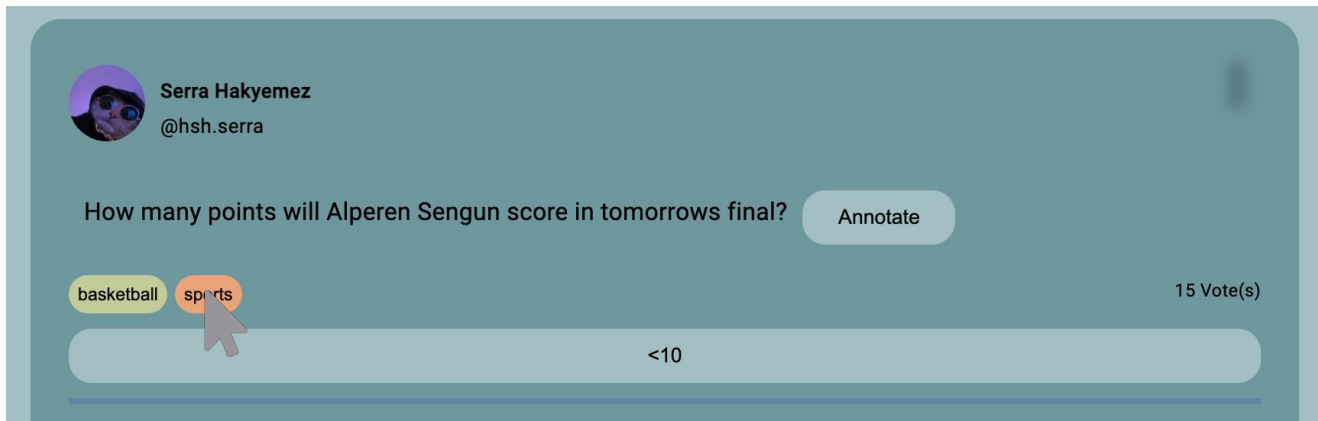 Serra Hakyemez
@hsh.serra
How many points will Alperen Sengun score in tomorrows final?
Annotate
basketball
sports
15 Vote(s)
<10